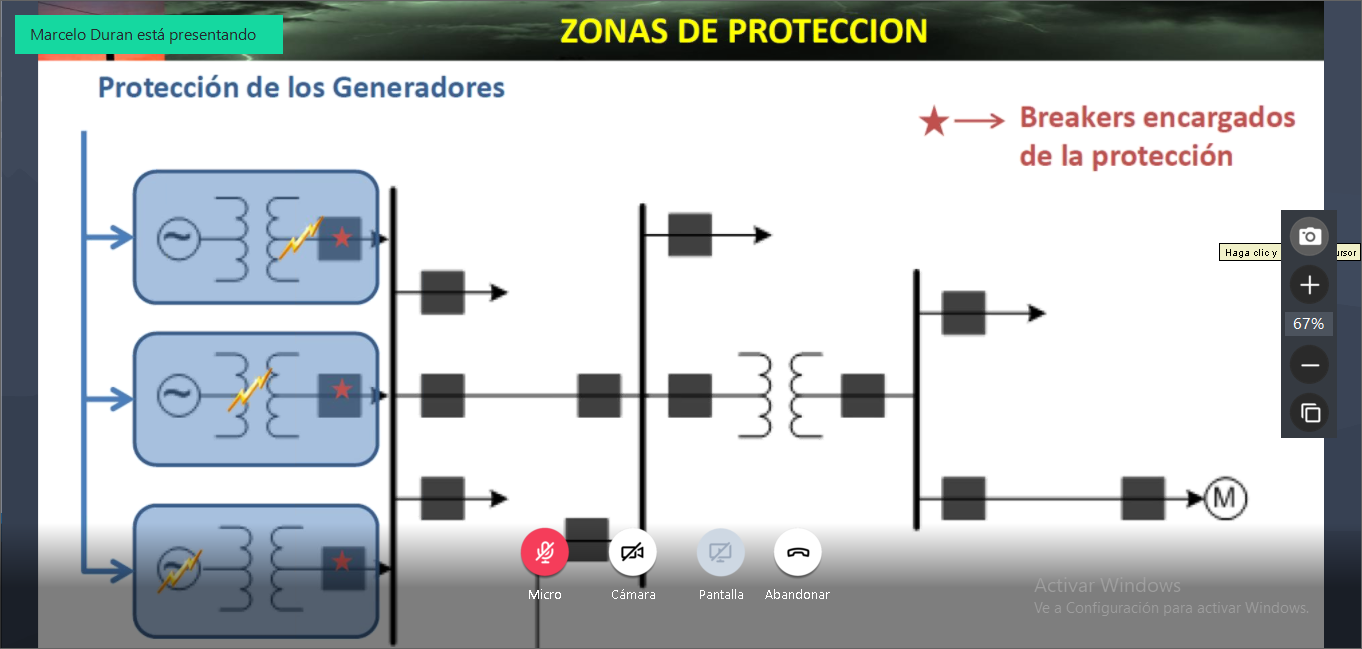 Marcelo Duran está presentando
ZONAS DE PROTECCION
Protección de los Generadores
Breakers encargados
de la protección
Haga clic y
ursor
67%
M
Micro
Cámara
Pantalla
Abandonar
Activar Windows
Ve a Configuración para activar Windows.